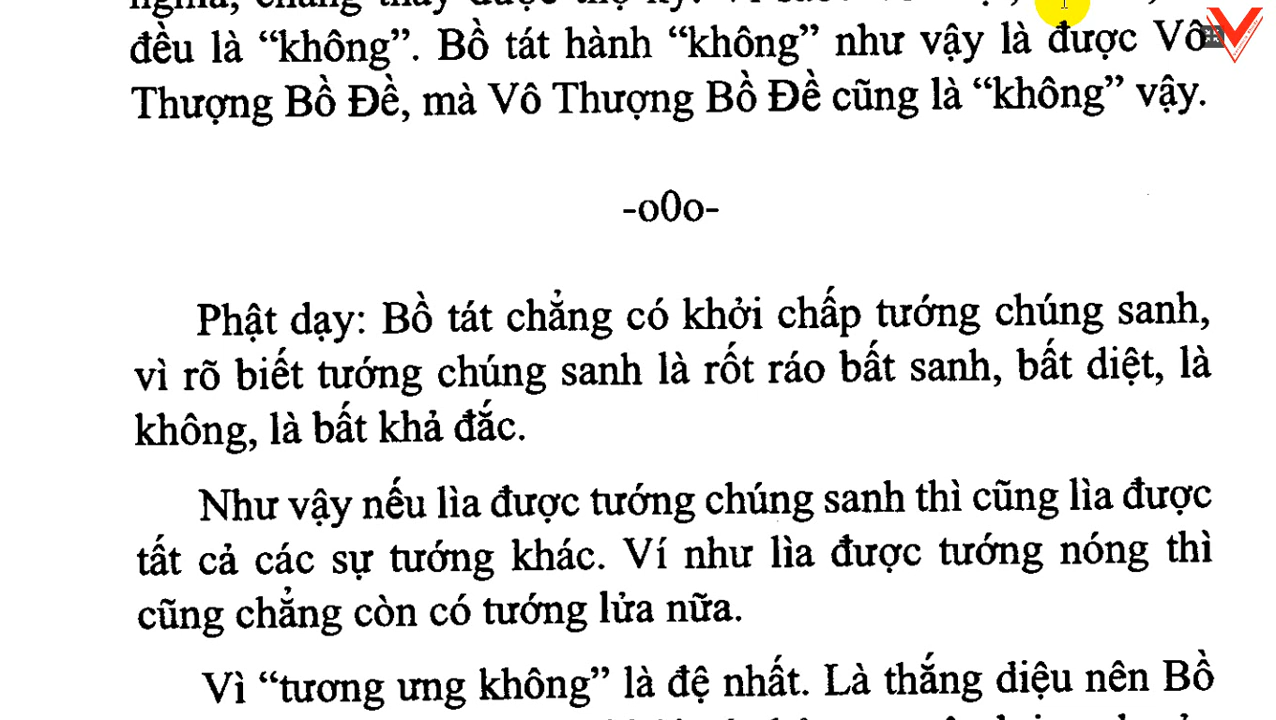 đều là “không”. Bồ tát hành “không” như vậy là được Vô
Thượng Bồ Đề, mà Vô Thượng Bồ Đề cũng là “không” vậy.
-o0o-
Phật dạy: Bồ tát chẳng có khởi chấp tướng chúng sanh,
vì rõ biết tướng chúng sanh là rốt ráo bất sanh, bất diệt, là
không, là bất khả đắc.
Như vậy nếu lìa được tướng chúng sanh thì cũng lìa được
tất cả các sự tướng khác. Ví như lìa được tướng nóng thì
cũng chẳng còn có tướng lửa nữa.
Vì “tương ưng không” là đệ nhất. Là thắng diệu nên Bồ